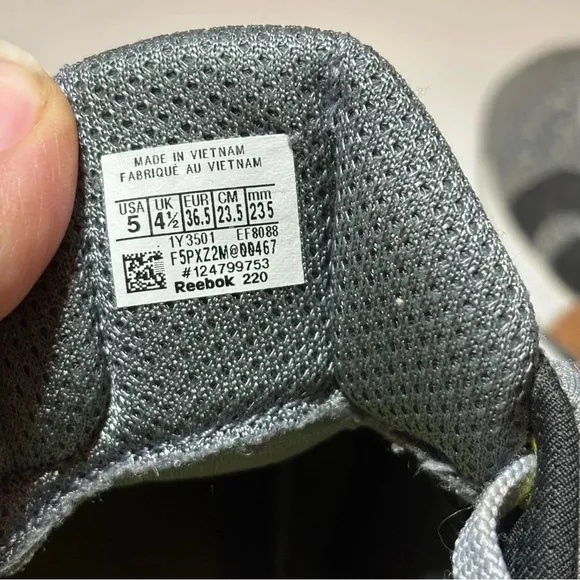 MADE IN VIETNAM
FABRIQUÉ AU VIETNAM
USA UK EUR CM mm
5 4½ 36.5 23.5 235
1Y3501 EF8088
F5PXZ2M@00467
#124799753
Reebok 220